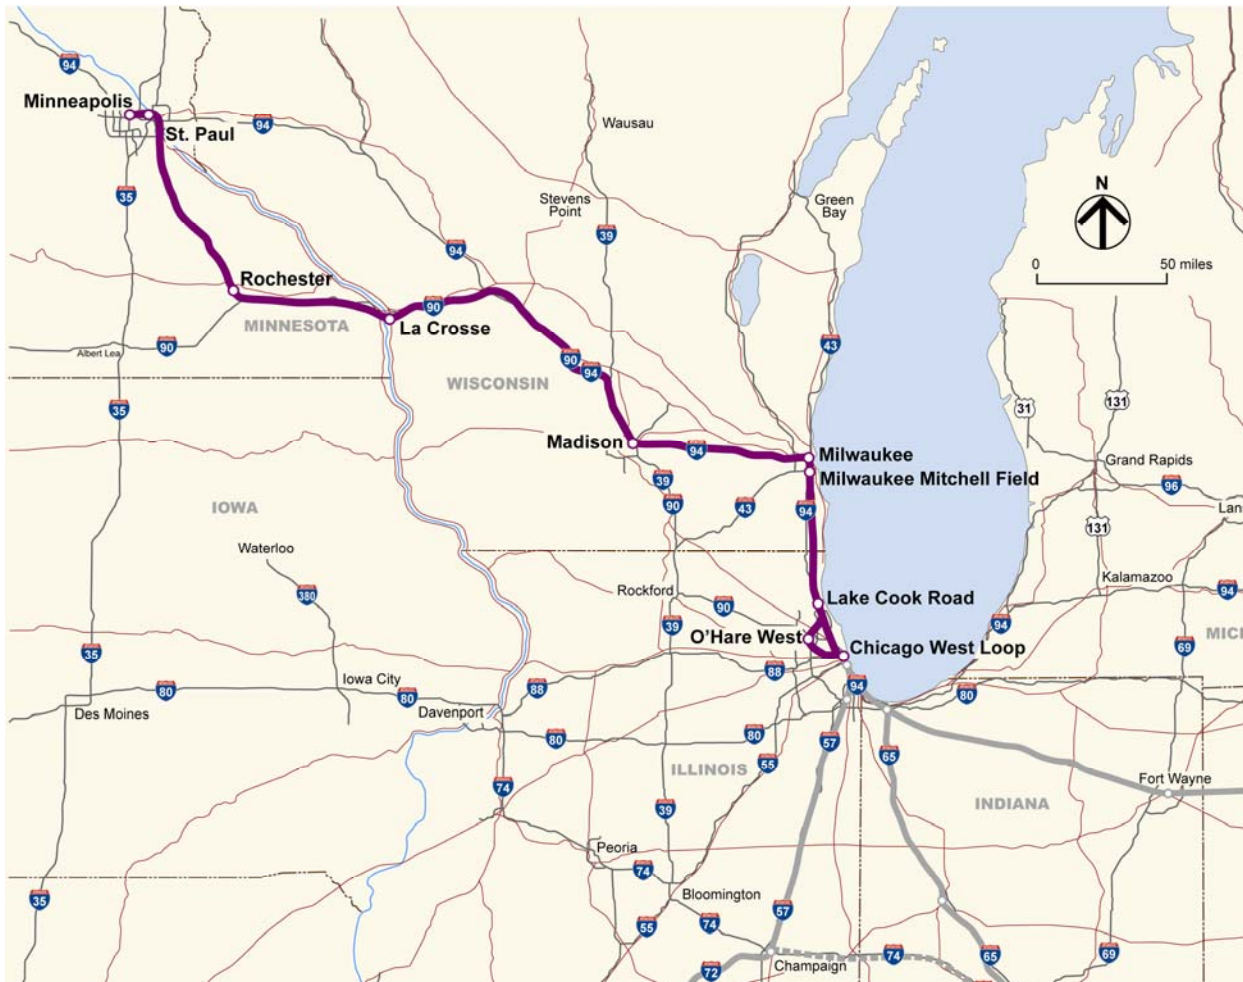 94
Minneapolis
St. Paul
94
35
Wausau
Stevens
Point
39
Green
Bay
N
0
50 miles
94
Rochester
MINNESOTA
90
La Crosse
Albert Lea
90
43
WISCONSIN
90
94
35
31
131
Madison
94
Milwaukee
Milwaukee Mitchell Field
39
90
43
94
Grand Rapids
96
Lan
131
IOWA
Waterloo
380
Rockford
90
39
Lake Cook Road
O'Hare West
Chicago West Loop
Kalamazoo
94
94
MICH
69
35
80
Des Moines
Iowa City
80
Davenport
88
88
94
80
80
80
57
65
55
ILLINOIS
INDIANA
Fort Wayne
74
39
Peoria
74
Bloomington
57
74
55
35
72
Champaign
74
65
69